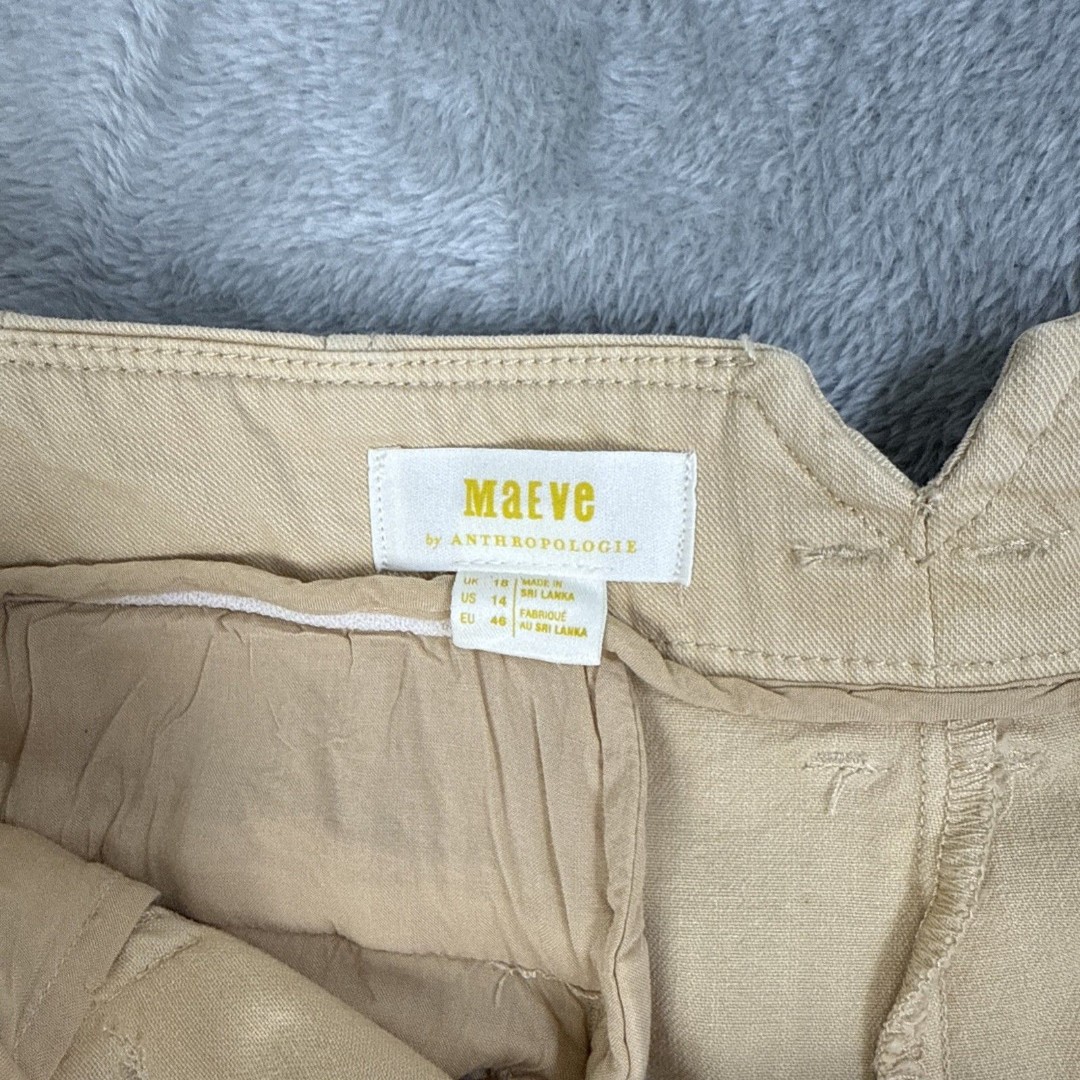 MaEve
by ANTHROPOLOGIE
UK 18
US 14
EU 46
MADE IN
SRI LANKA
FABRIQUÉ
AU SRI LANKA